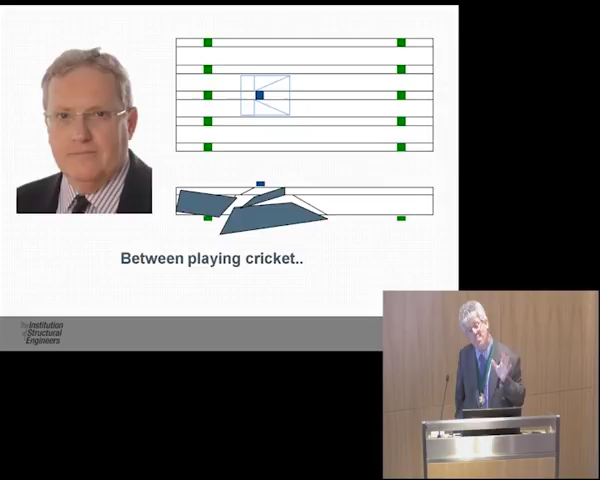 Between playing cricket..
The Institution
of Structural
Engineers